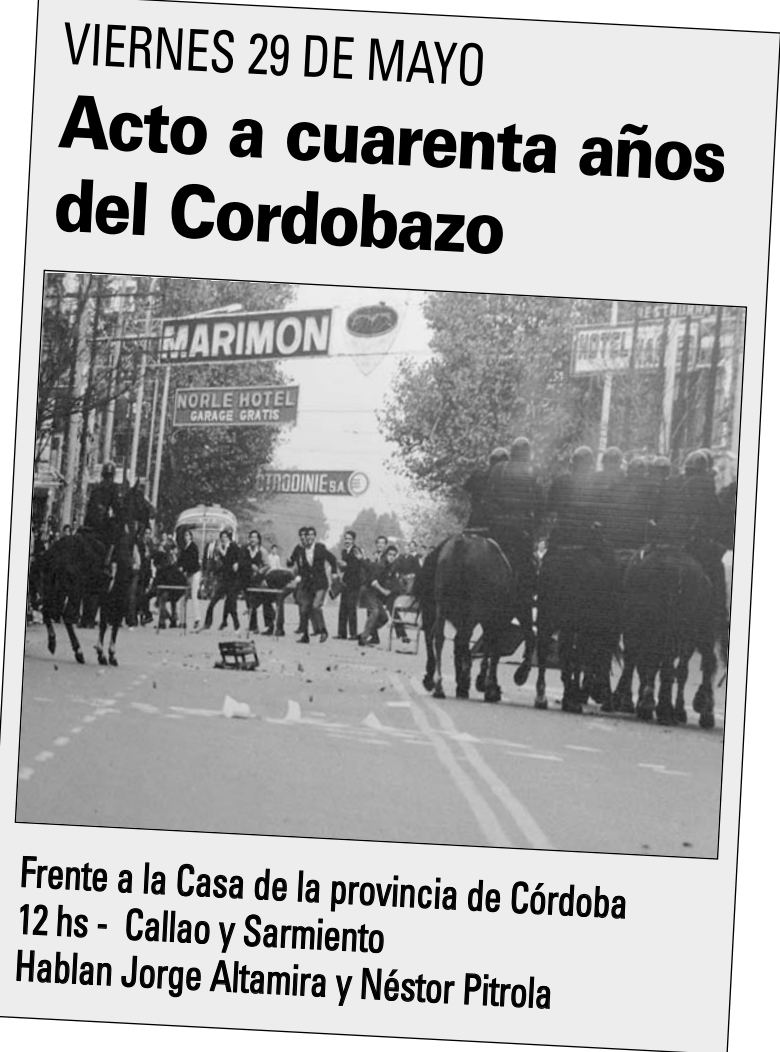 VIERNES 29 DE MAYO
Acto a cuarenta años
del Cordobazo
MARIMON
NORLE HOTEL
GARAGE GRATIS
HOTEL
Frente a la Casa de la provincia de Córdoba
12 hs - Callao y Sarmiento
Hablan Jorge Altamira y Néstor Pitrola